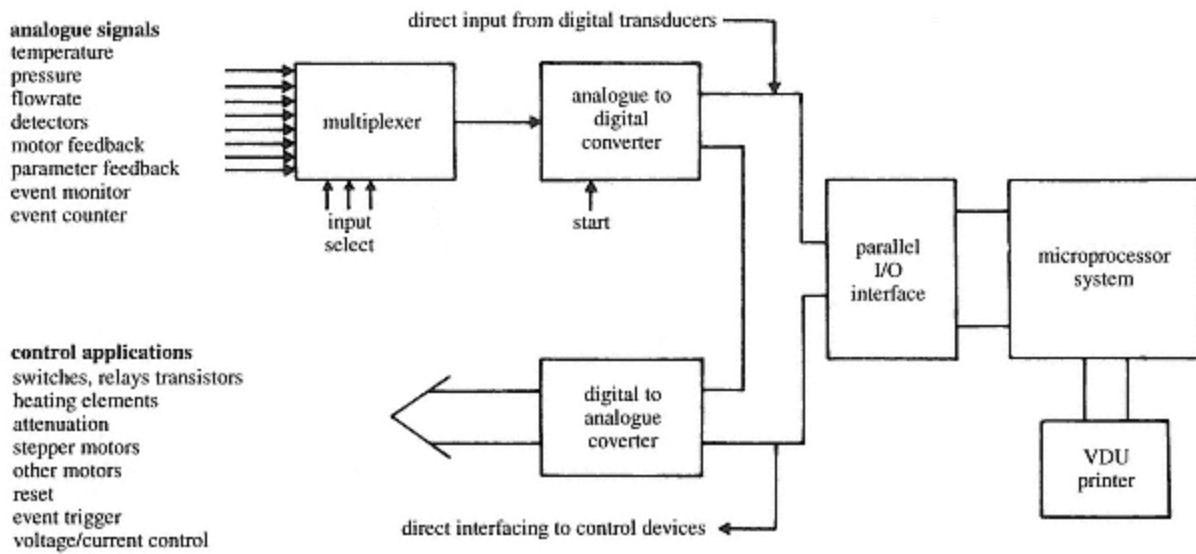 direct input from digital transducers
analogue signals
temperature
pressure
flowrate
detectors
motor feedback
parameter feedback
event monitor
event counter
multiplexer
input
select
analogue to
digital
converter
start
parallel
I/O
interface
microprocessor
system
VDU
printer
control applications
switches, relays transistors
heating elements
attenuation
stepper motors
other motors
reset
event trigger
voltage/current control
digital to
analogue
coverter
direct interfacing to control devices